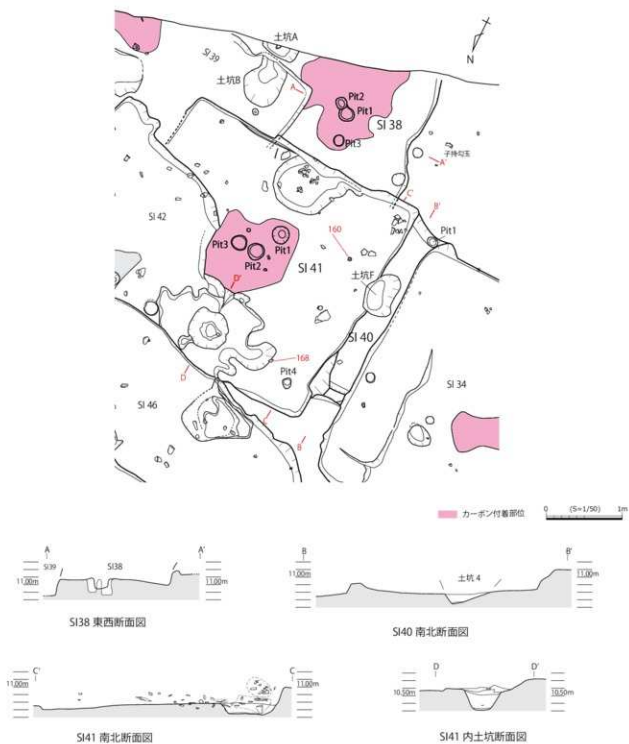 土坑A
SI 39
N
土坑B
A
Pit2
Pit1
SI 38
Pit3
A'
子持勾玉
C'
B'
SI 42
Pit1
160
Pit3
Pit1
Pit2
SI 41
D'
土坑F
SI 40
168
D
Pit4
SI 34
SI 46
C
B
カーボン付着部位
0 (S=1/50) 1m
A A'
SI39 SI38
11.00m 11.00m
SI38 東西断面図
B B'
土坑 4
11.00m 11.00m
SI40 南北断面図
C' C
11.00m 11.00m
SI41 南北断面図
D D'
10.50m 10.50m
SI41 内土坑断面図